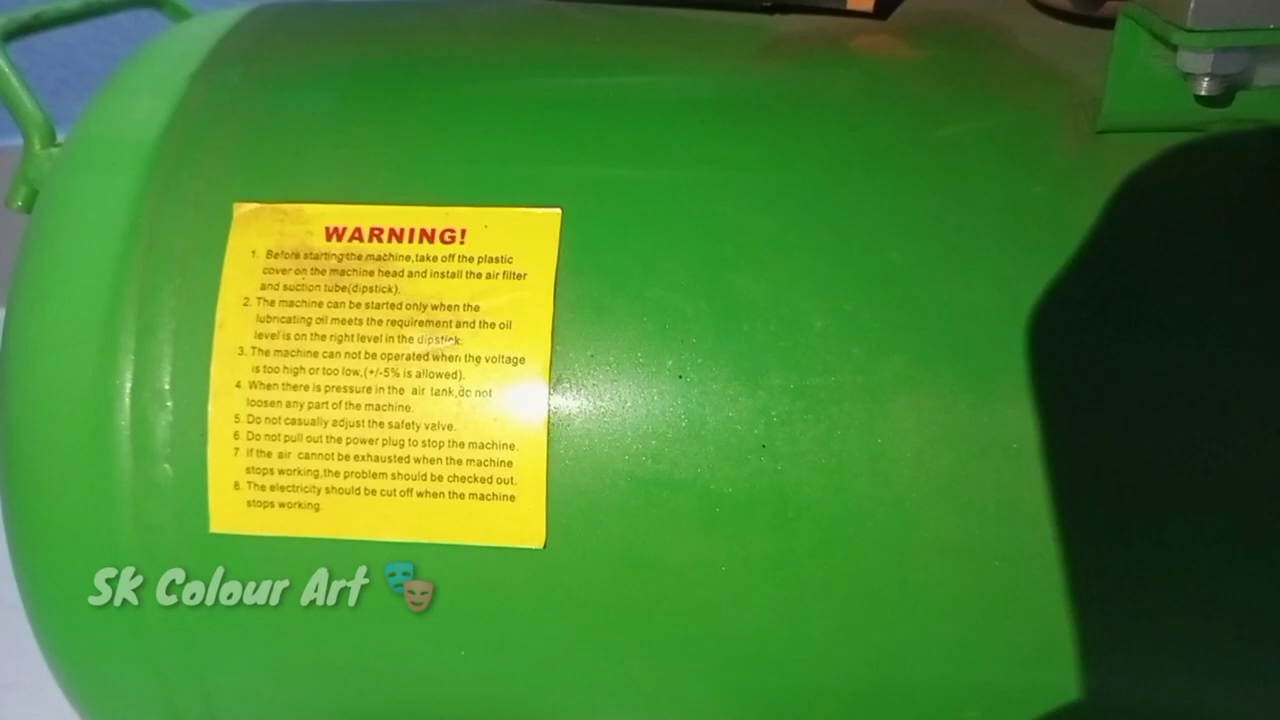 WARNING!
1. Before starting the machine,take off the plastic
cover on the machine head and install the air filter
and suction tube(dipstick).
2. The machine can be started only when the
lubricating oil meets the requirement and the oil
level is on the right level in the dipstick.
3. The machine can not be operated when the voltage
is too high or too low,(+/-5% is allowed).
4. When there is pressure in the air tank,do not
loosen any part of the machine.
5. Do not casually adjust the safety valve.
6. Do not pull out the power plug to stop the machine.
7 If the air cannot be exhausted when the machine
stops working,the problem should be checked out.
8. The electricity should be cut off when the machine
stops working.
SK Colour Art 🎭